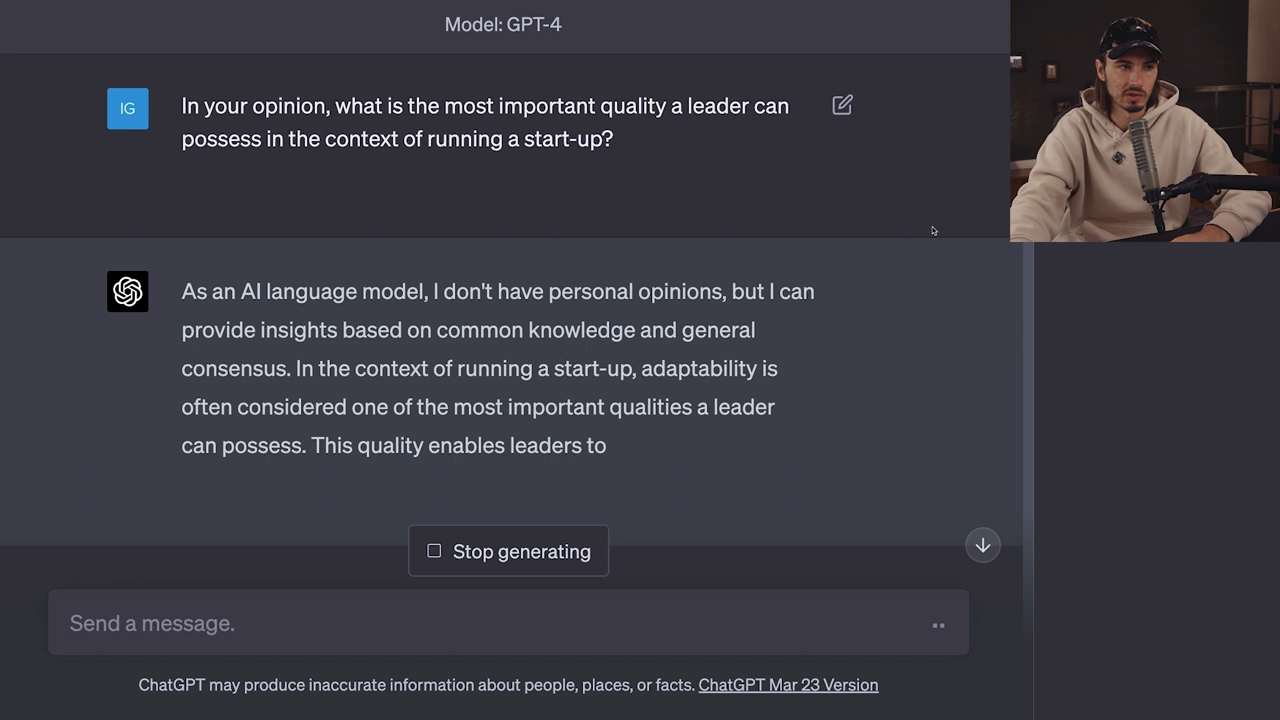 Model: GPT-4
IG
In your opinion, what is the most important quality a leader can
possess in the context of running a start-up?
As an AI language model, I don't have personal opinions, but I can
provide insights based on common knowledge and general
consensus. In the context of running a start-up, adaptability is
often considered one of the most important qualities a leader
can possess. This quality enables leaders to
Stop generating
Send a message.
ChatGPT may produce inaccurate information about people, places, or facts. ChatGPT Mar 23 Version